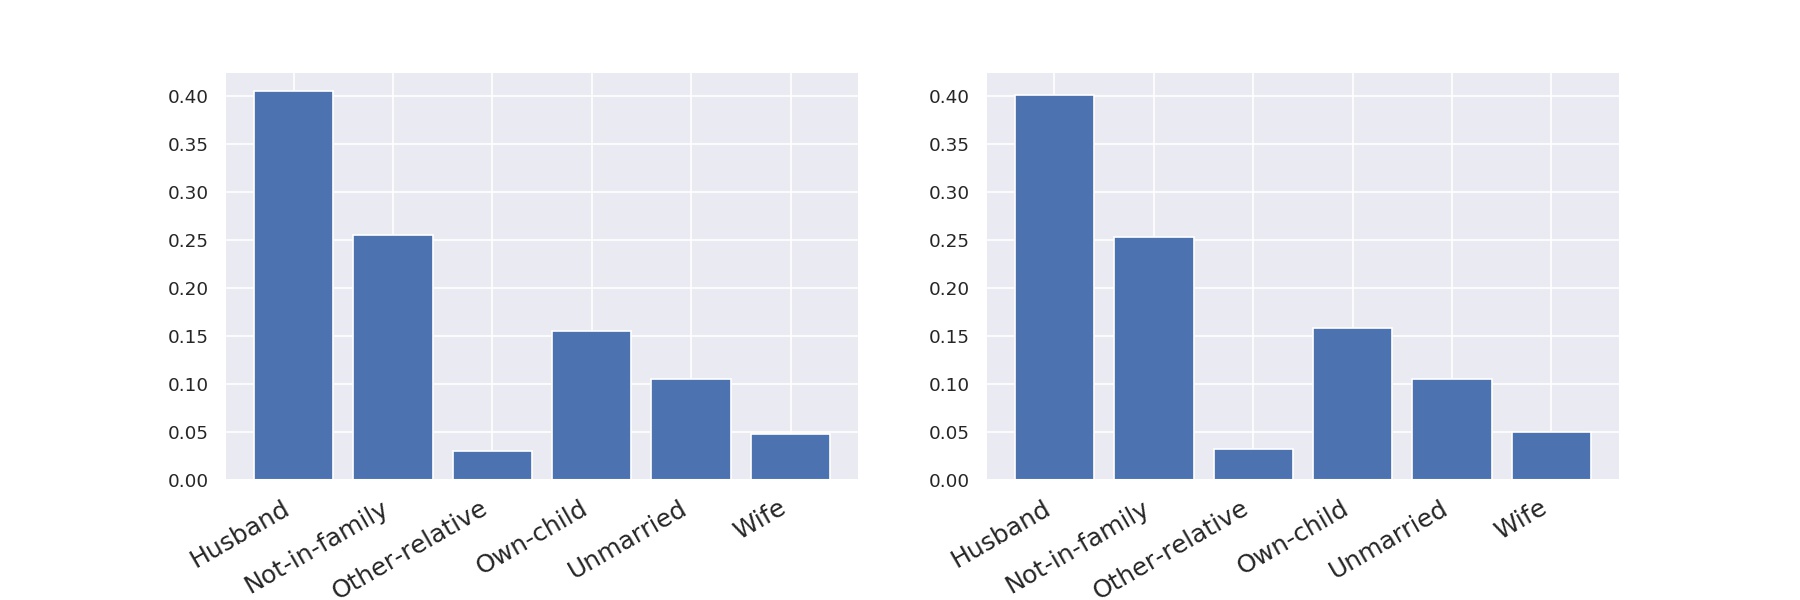 0.40
0.35
0.30
0.25
0.20
0.15
0.10
0.05
0.00
Husband
Not-in-family
Other-relative
Own-child
Unmarried
Wife
0.40
0.35
0.30
0.25
0.20
0.15
0.10
0.05
0.00
Husband
Not-in-family
Other-relative
Own-child
Unmarried
Wife